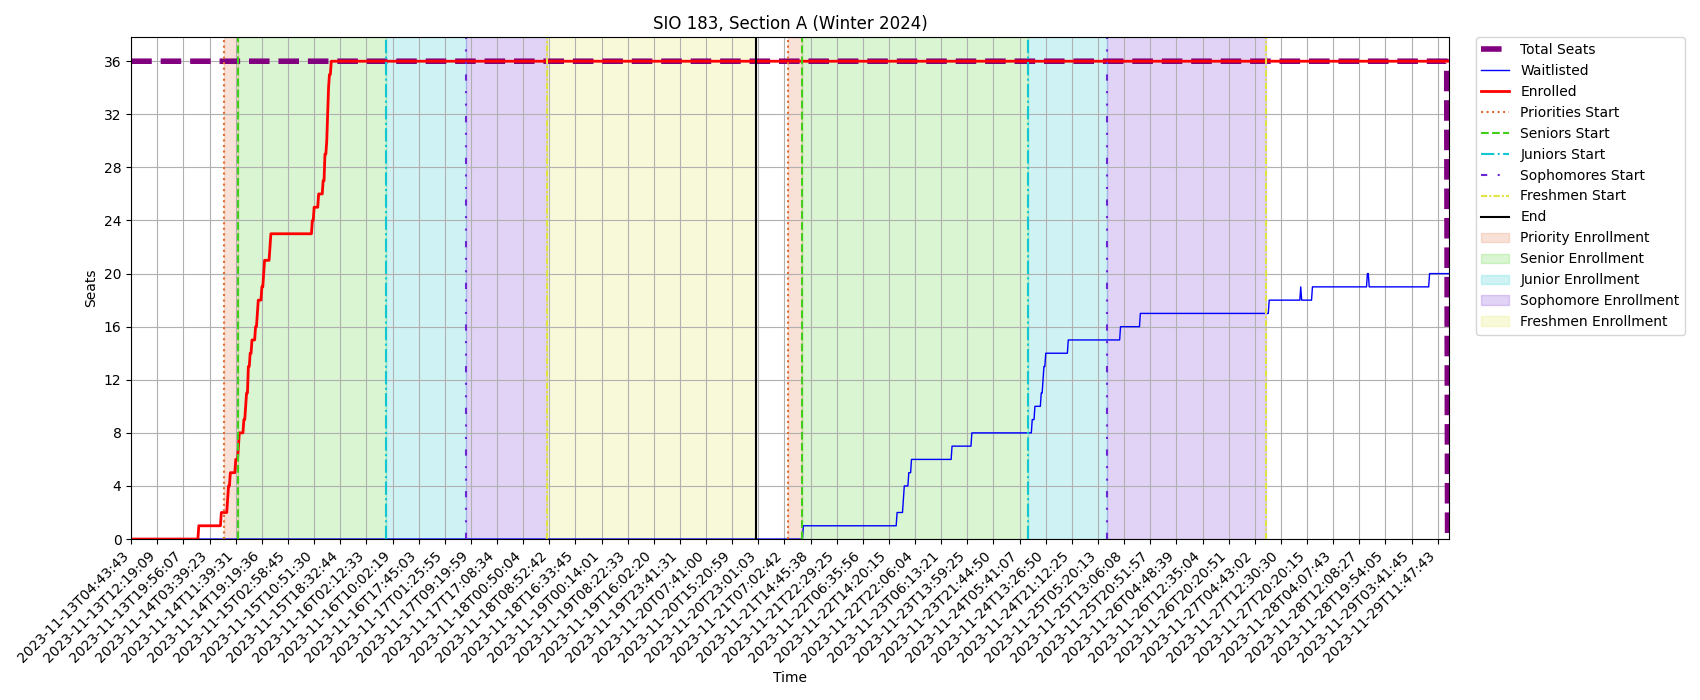 SIO 183, Section A (Winter 2024)
Seats
36
32
28
24
20
16
12
8
4
0
2023-11-13T04:43:43
2023-11-13T12:19:09
2023-11-13T19:56:07
2023-11-14T03:39:23
2023-11-14T11:39:31
2023-11-14T19:19:36
2023-11-15T02:58:45
2023-11-15T10:51:30
2023-11-15T18:32:44
2023-11-16T02:12:33
2023-11-16T10:02:19
2023-11-16T17:45:03
2023-11-17T01:25:55
2023-11-17T09:19:59
2023-11-17T17:08:34
2023-11-18T00:50:04
2023-11-18T08:52:42
2023-11-18T16:33:45
2023-11-19T00:14:01
2023-11-19T08:22:33
2023-11-19T16:02:20
2023-11-19T23:41:31
2023-11-20T07:41:00
2023-11-20T15:20:59
2023-11-20T23:01:03
2023-11-21T07:02:42
2023-11-21T14:45:38
2023-11-21T22:29:25
2023-11-22T06:35:56
2023-11-22T14:20:15
2023-11-22T22:06:04
2023-11-23T06:13:21
2023-11-23T13:59:25
2023-11-23T21:44:50
2023-11-24T05:41:07
2023-11-24T13:26:50
2023-11-24T21:12:25
2023-11-25T05:20:13
2023-11-25T13:06:08
2023-11-25T20:51:57
2023-11-26T04:48:39
2023-11-26T12:35:04
2023-11-26T20:20:51
2023-11-27T04:43:02
2023-11-27T12:30:30
2023-11-27T20:20:15
2023-11-28T04:07:43
2023-11-28T12:08:27
2023-11-28T19:54:05
2023-11-29T03:41:45
2023-11-29T11:47:43
Time
Total Seats
Waitlisted
Enrolled
Priorities Start
Seniors Start
Juniors Start
Sophomores Start
Freshmen Start
End
Priority Enrollment
Senior Enrollment
Junior Enrollment
Sophomore Enrollment
Freshmen Enrollment